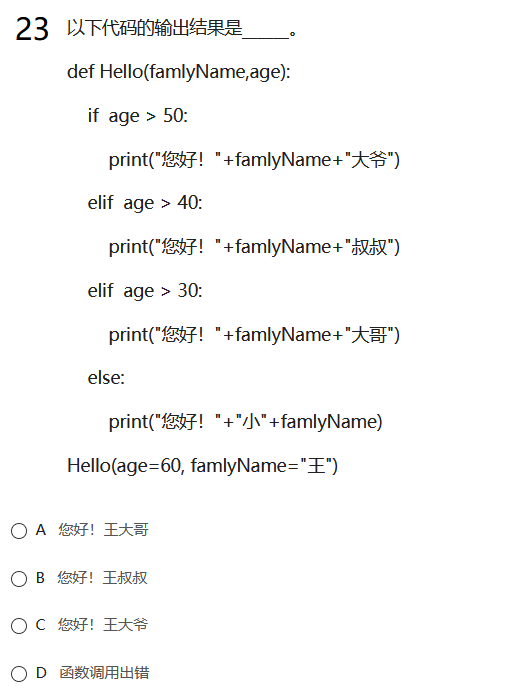 23 以下代码的输出结果是______。
def Hello(famlyName,age):
if age > 50:
print("您好！"+famlyName+"大爷")
elif age > 40:
print("您好！"+famlyName+"叔叔")
elif age > 30:
print("您好！"+famlyName+"大哥")
else:
print("您好！"+"小"+famlyName)
Hello(age=60, famlyName="王")
A 您好！王大哥
B 您好！王叔叔
C 您好！王大爷
D 函数调用出错